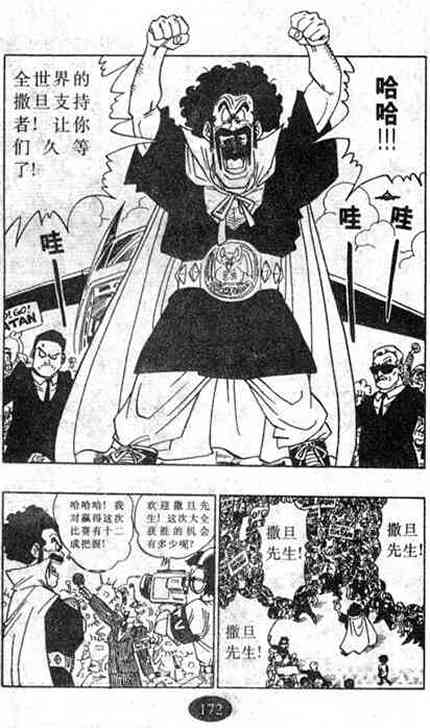 哈哈!!!
全世界的
撒旦支持
者！让你
们久等
了！
哇
哇
哇
GO!
ATAN
撒旦
先生！
撒旦
先生！
撒旦
先生！
欢迎撒旦先
生！这次大全
获胜的机会
有多少呢？
哈哈哈！我
对赢得这次
比赛有十二
成把握！
172